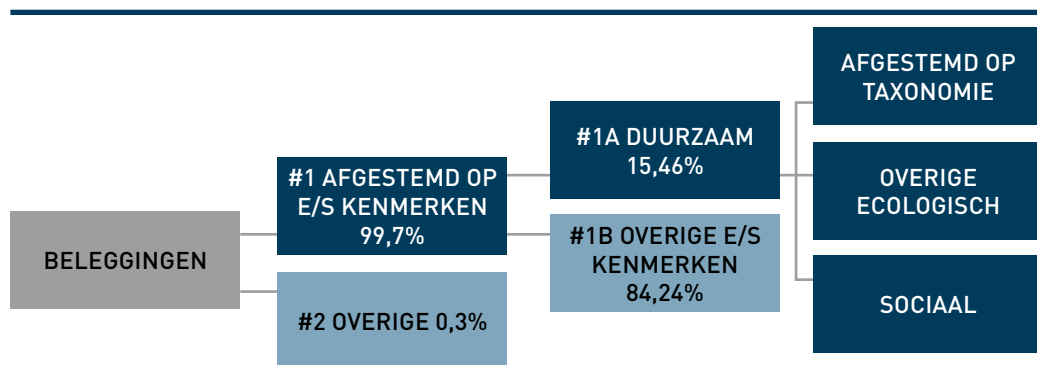 BELEGGINGEN
#1 AFGESTEMD OP
E/S KENMERKEN
99,7%
#2 OVERIGE 0,3%
#1A DUURZAAM
15,46%
#1B OVERIGE E/S
KENMERKEN
84,24%
AFGESTEMD OP
TAXONOMIE
OVERIGE
ECOLOGISCH
SOCIAAL